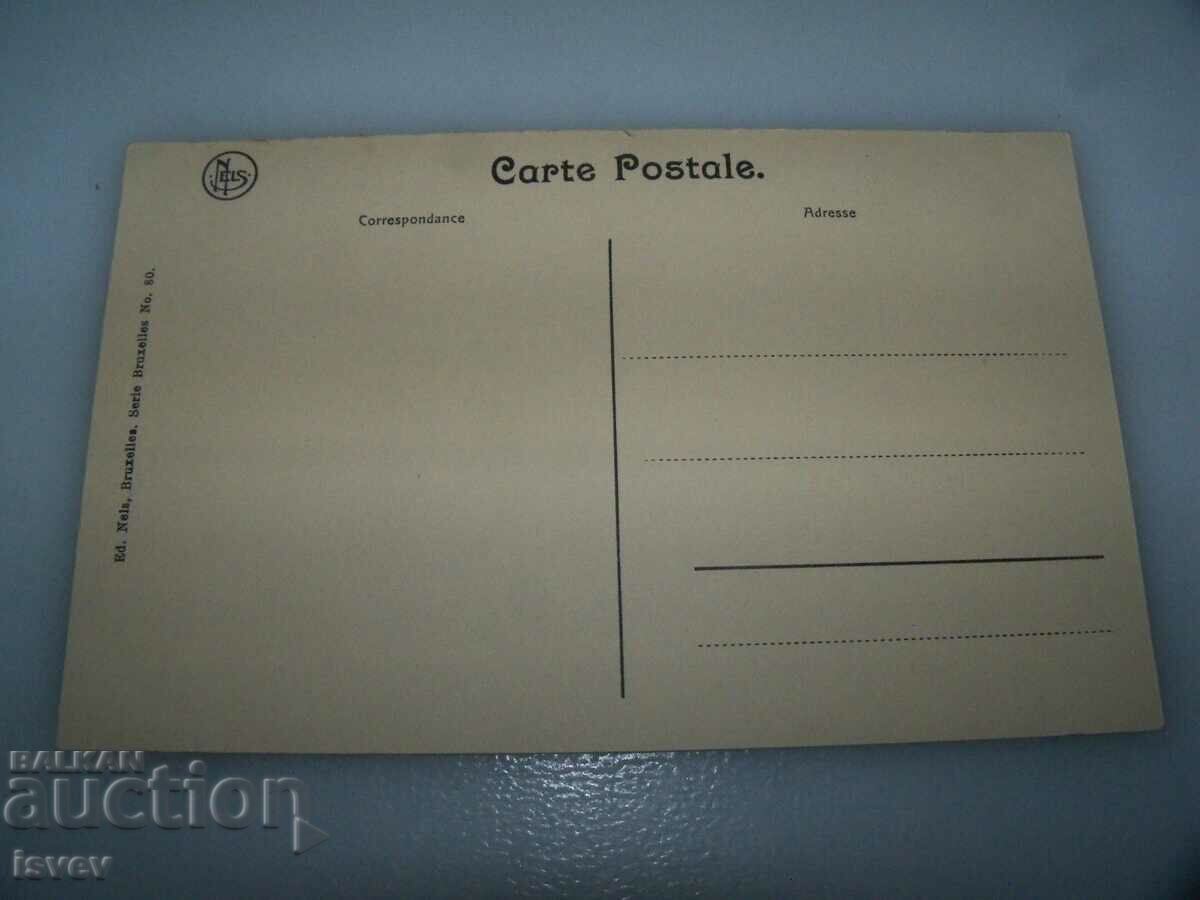 NELS
Carte Postale.
Correspondance
Adresse
Ed. Nels, Bruxelles. Serie Bruxelles No. 80.
BALKAN
auction
isvev